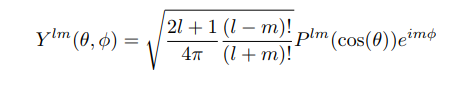 $Y^{lm}(\theta, \phi) = \sqrt{\frac{2l+1}{4\pi} \frac{(l-m)!}{(l+m)!}} P^{lm}(\cos(\theta)) e^{im\phi}$